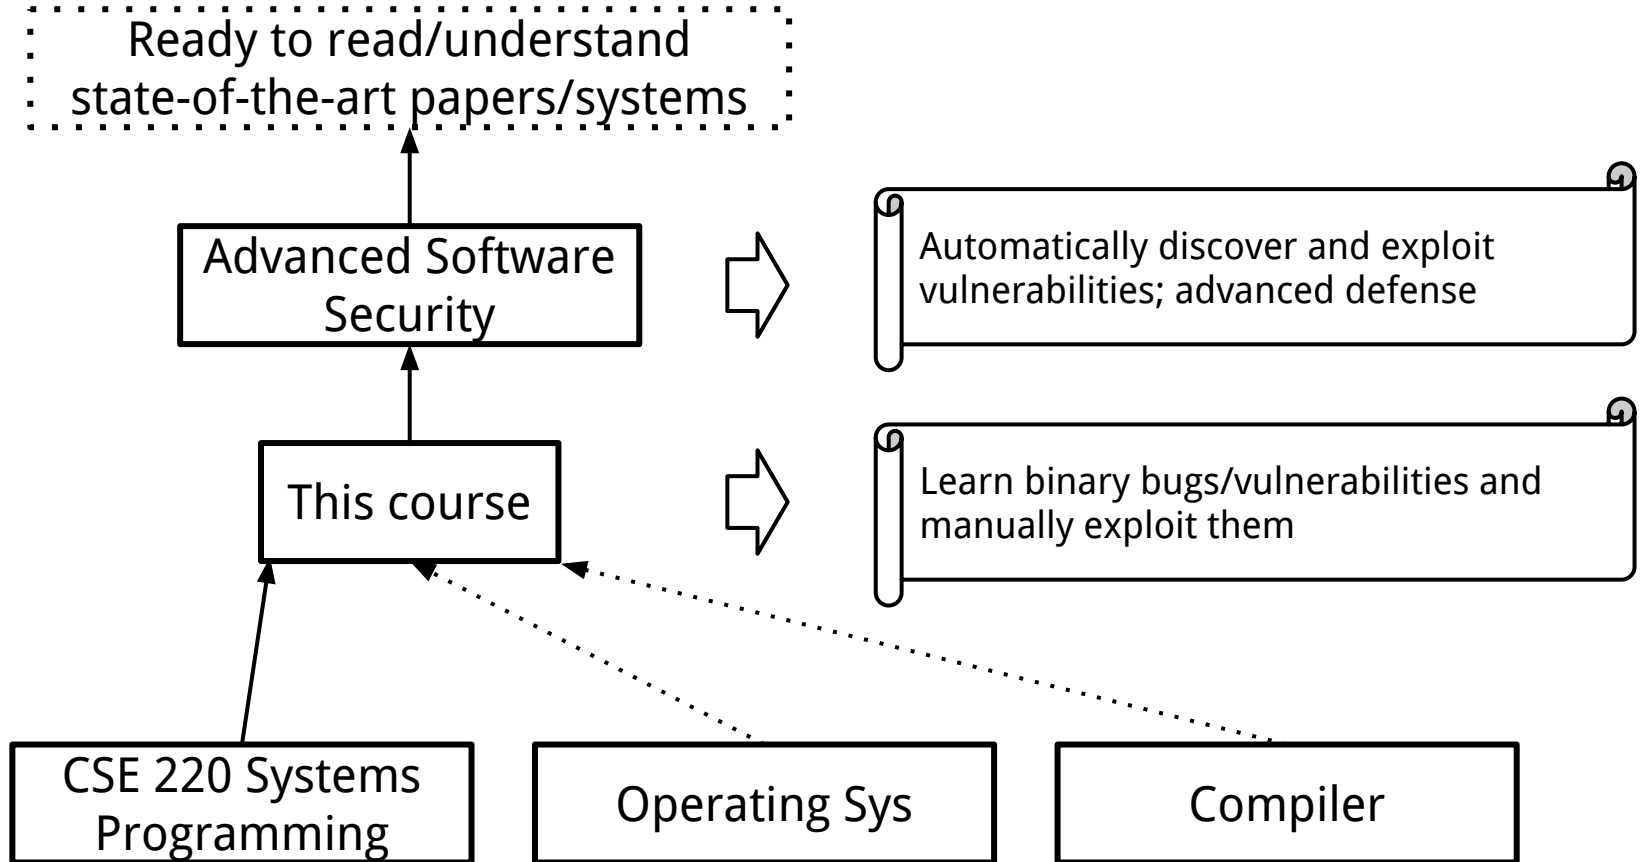 Ready to read/understand
state-of-the-art papers/systems
Advanced Software
Security
Automatically discover and exploit
vulnerabilities; advanced defense
This course
Learn binary bugs/vulnerabilities and
manually exploit them
CSE 220 Systems
Programming
Operating Sys
Compiler